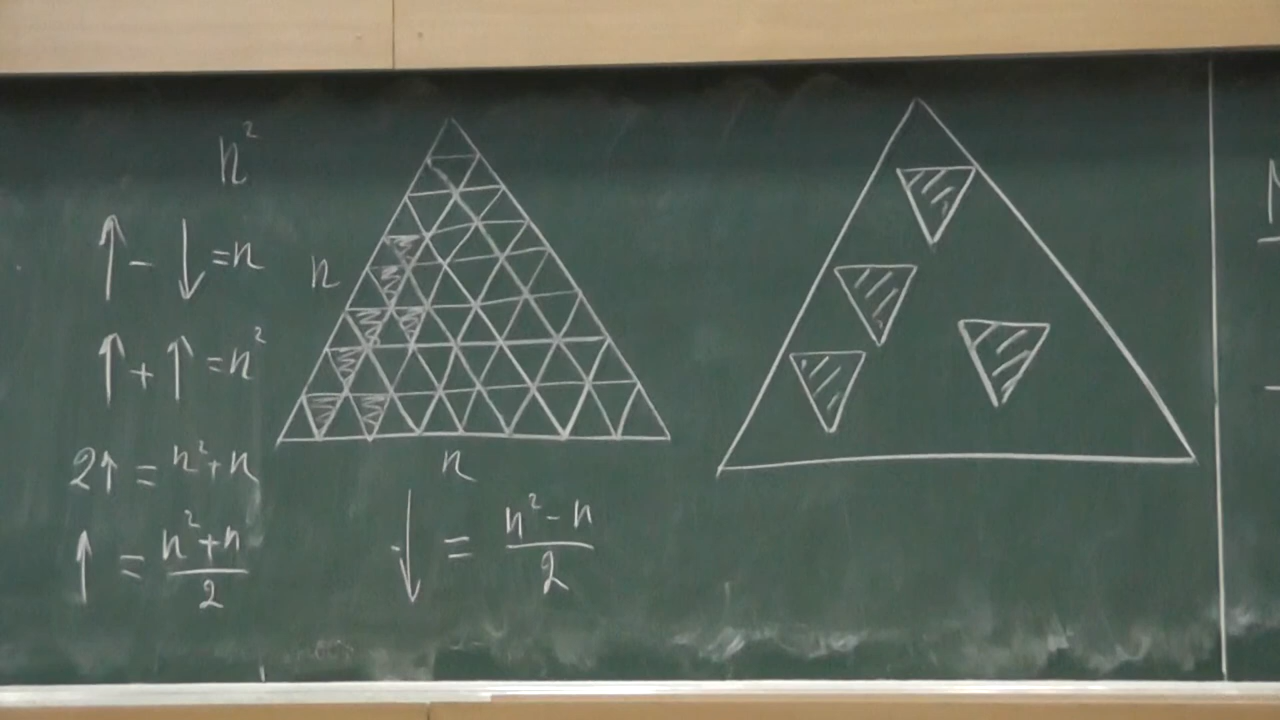 n²
↑ - ↓ = n
↑ + ↑ = n²
2↑ = n² + n
↑ = n² + n / 2
n
n
↓ = n² - n / 2